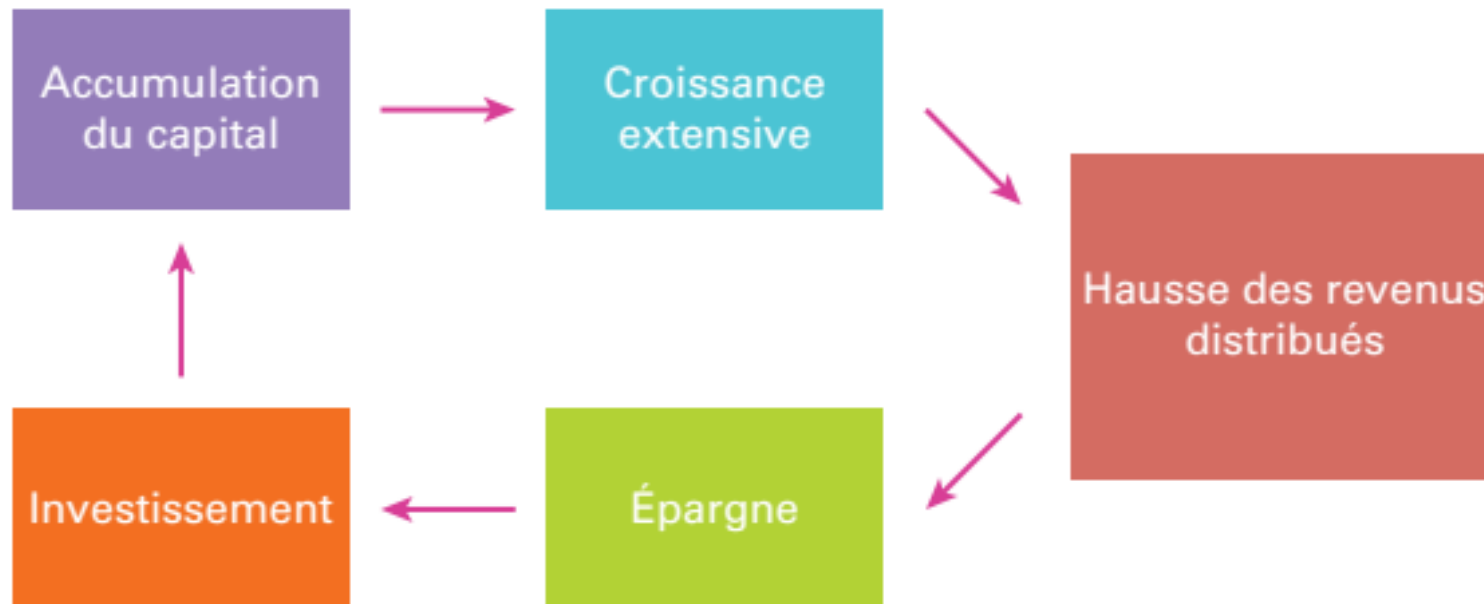 Accumulation
du capital
Croissance
extensive
Hausse des revenus
distribués
Épargne
Investissement